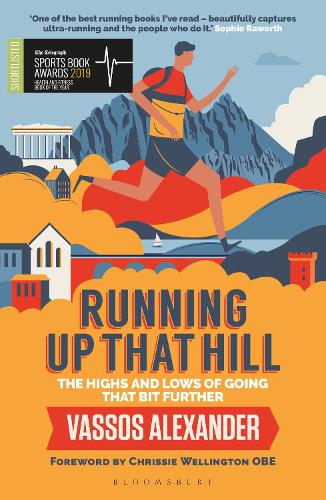 'One of the best running books I've read – beautifully captures
ultra-running and the people who do it.' Sophie Raworth
SHORTLISTED
The Telegraph
SPORTS BOOK
AWARDS 2019
HEALTH AND FITNESS
BOOK OF THE YEAR
RUNNING
UP THAT HILL
THE HIGHS AND LOWS OF GOING
THAT BIT FURTHER
VASSOS ALEXANDER
FOREWORD BY CHRISSIE WELLINGTON OBE
BLOOMSBURY